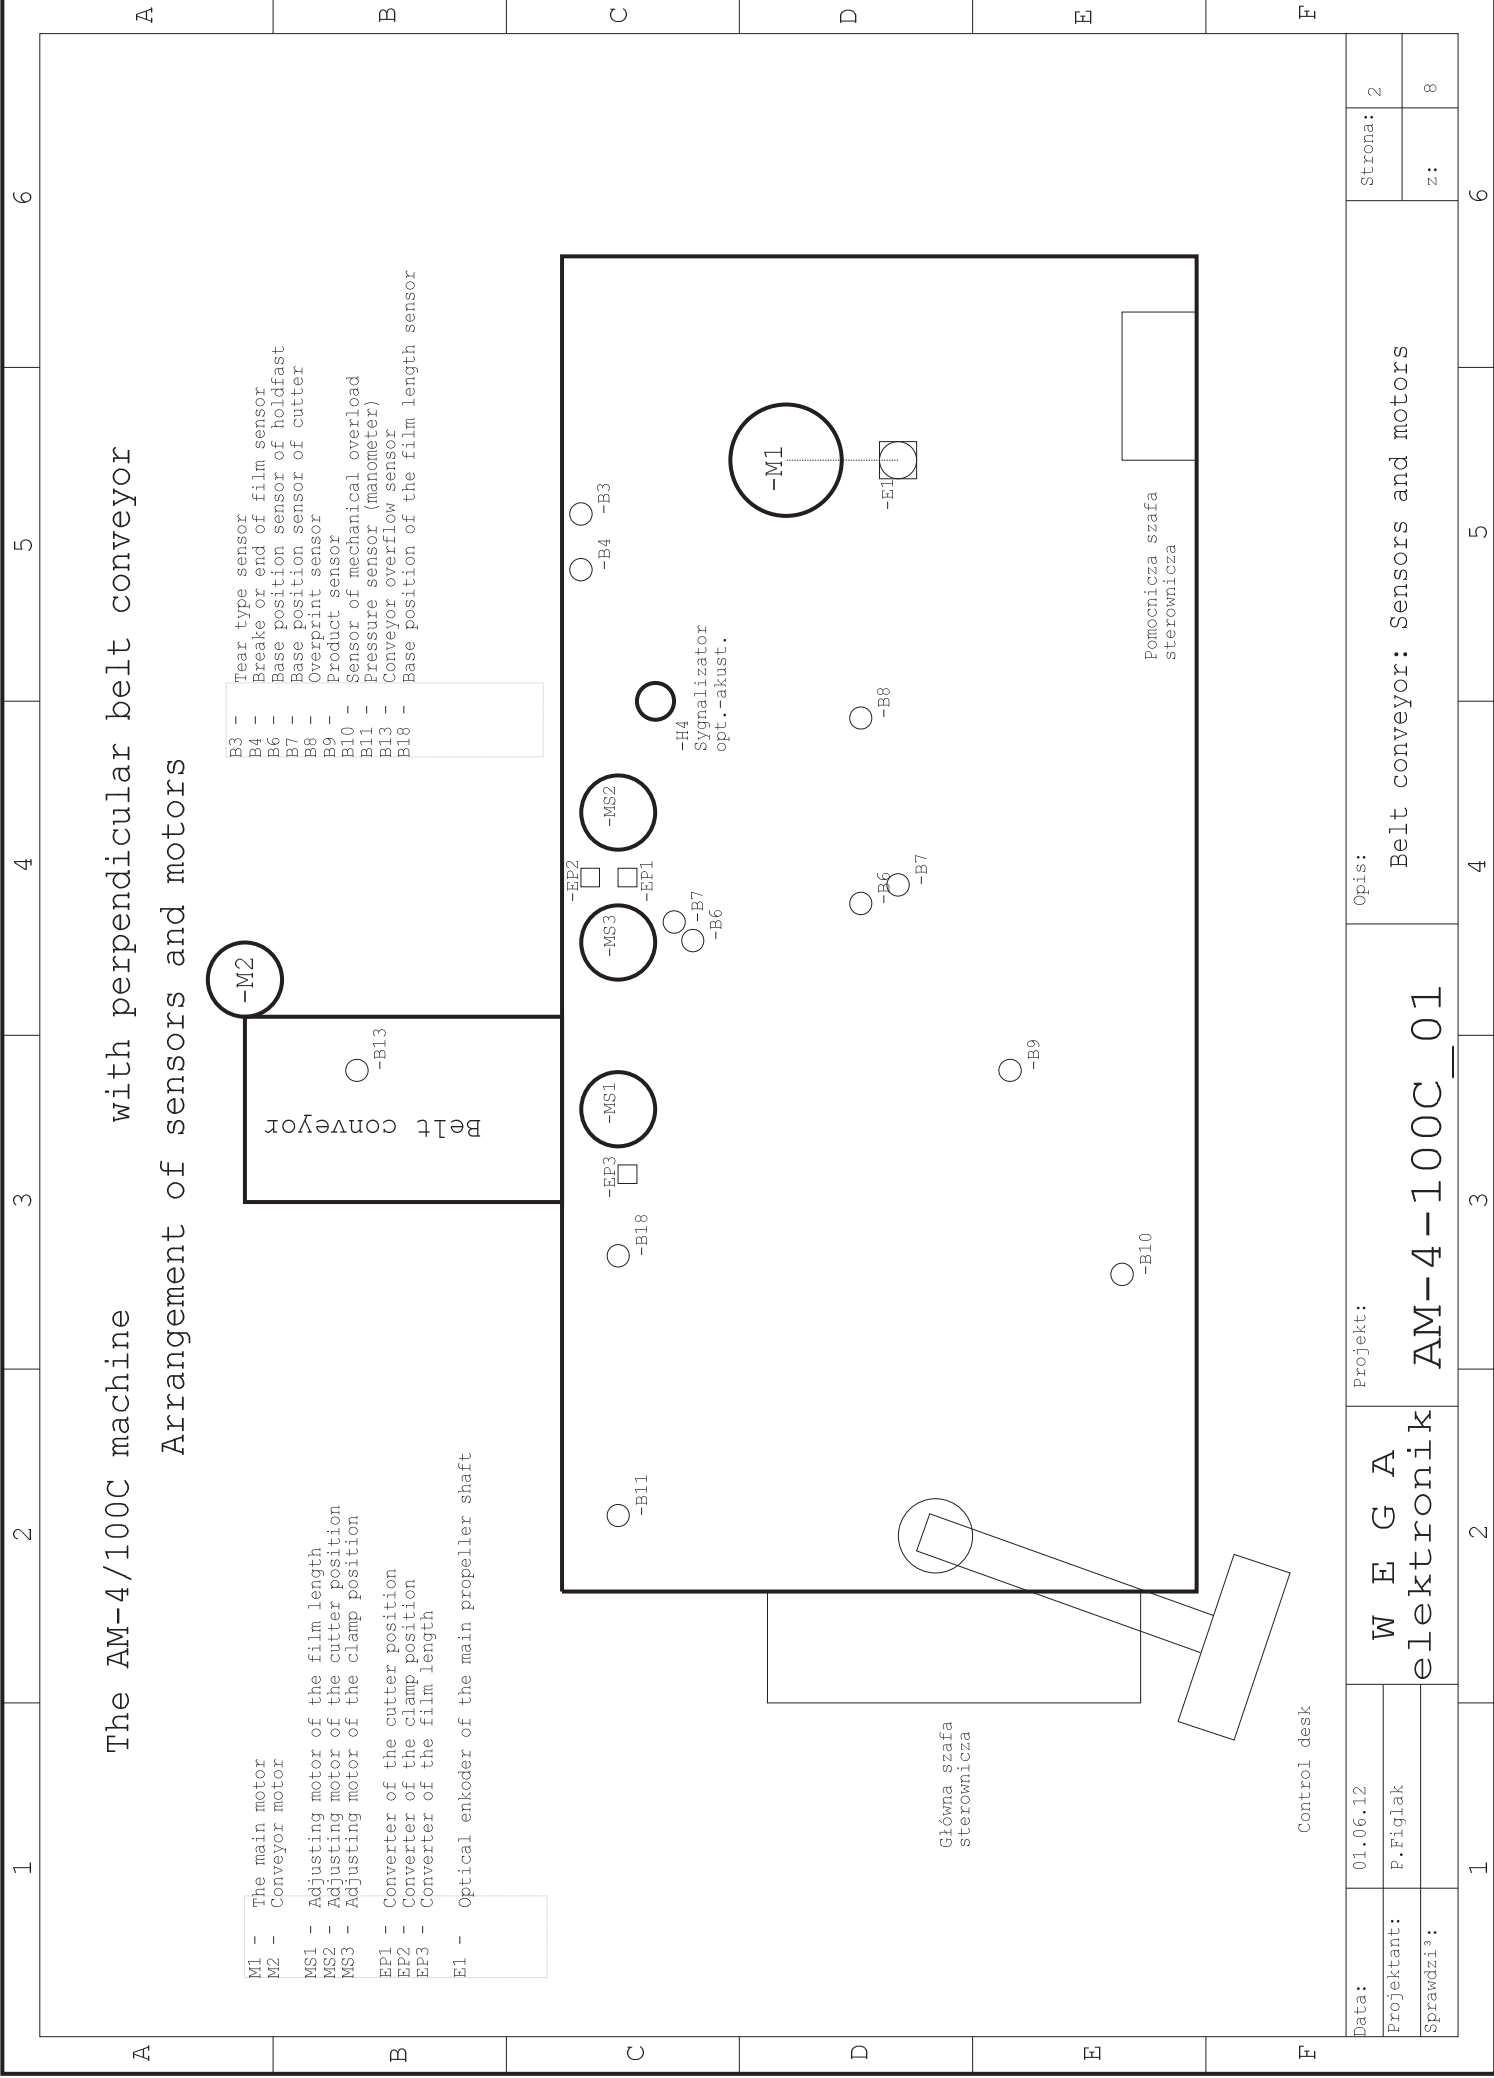 1 2 3 4 5 6
A A
B B
C C
D D
E E
F F
The AM-4/100C machine with perpendicular belt conveyor
Arrangement of sensors and motors
M1 - The main motor
M2 - Conveyor motor
MS1 - Adjusting motor of the film length
MS2 - Adjusting motor of the cutter position
MS3 - Adjusting motor of the clamp position
EP1 - Converter of the cutter position
EP2 - Converter of the clamp position
EP3 - Converter of the film length
E1 - Optical enkoder of the main propeller shaft
B3 - Tear type sensor
B4 - Breake or end of film sensor
B6 - Base position sensor of holdfast
B7 - Base position sensor of cutter
B8 - Overprint sensor
B9 - Product sensor
B10 - Sensor of mechanical overload
B11 - Pressure sensor (manometer)
B13 - Conveyor overflow sensor
B18 - Base position of the film length sensor
-M2
-B13
Belt conveyor
-EP2
-B4
-B3
-B11
-B18
-EP3
-MS1
-MS3
-MS2
-EP1
-H4
Sygnalizator
opt.-akust.
-B7
-B6
-M1
-B6
-B8
-E1
-B7
-B9
-B10
Główna szafa
sterownicza
Pomocnicza szafa
sterownicza
Control desk
Data: 01.06.12
Projektant: P.Figlak
Sprawdzi³:
W E G A
elektronik
Projekt:
AM-4-100C_01
Opis:
Belt conveyor: Sensors and motors
Strona: 2
z: 8
1 2 3 4 5 6